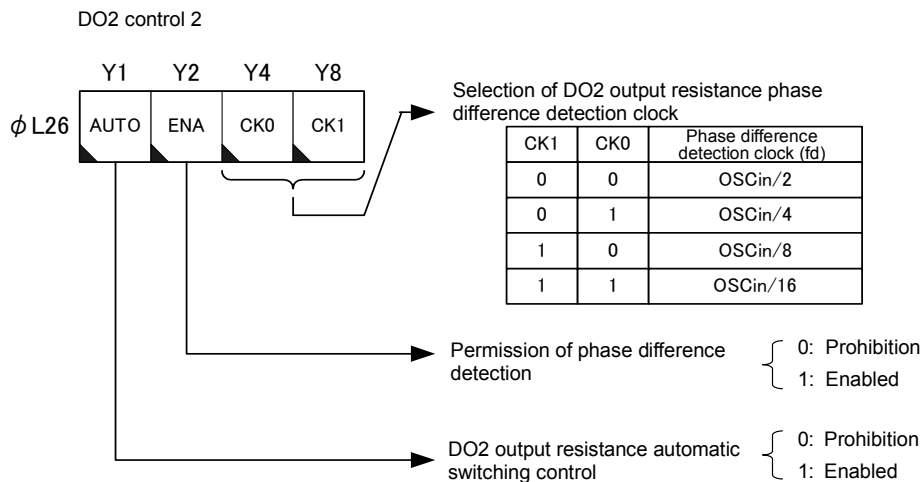 DO2 control 2
Y1 Y2 Y4 Y8
ϕL26 AUTO ENA CK0 CK1
Selection of DO2 output resistance phase
difference detection clock
CK1 CK0 Phase difference
detection clock (fd)
0 0 OSCin/2
0 1 OSCin/4
1 0 OSCin/8
1 1 OSCin/16
Permission of phase difference
detection
0: Prohibition
1: Enabled
DO2 output resistance automatic
switching control
0: Prohibition
1: Enabled